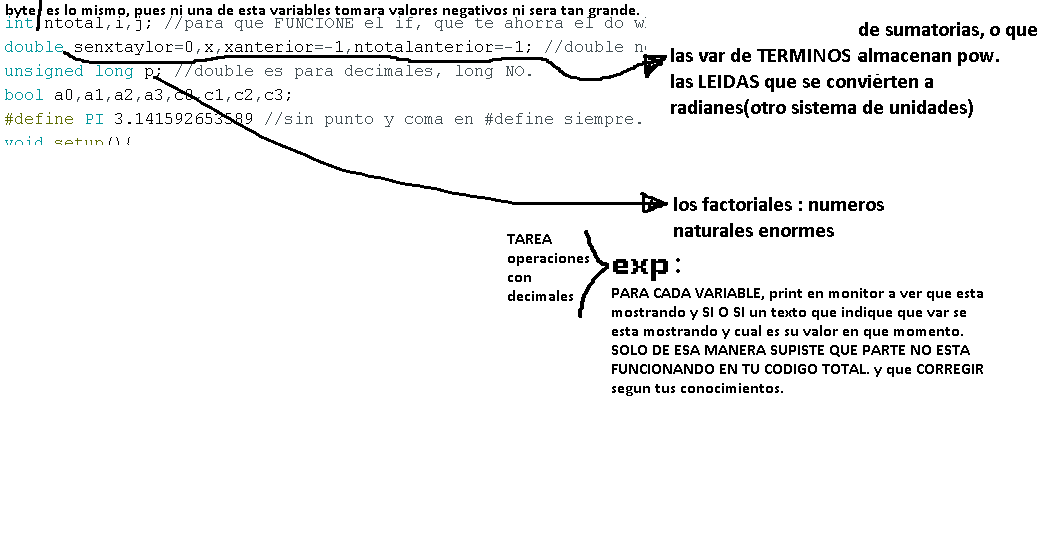 byte, es lo mismo, pues ni una de esta variables tomara valores negativos ni sera tan grande.
int ntotal,i,j; //para que FUNCIONE el if, que te ahorra el do w
double senxtaylor=0,x,xanterior=-1,ntotalanterior=-1; //double n
unsigned long p; //double es para decimales, long NO.
bool a0,a1,a2,a3,c0,c1,c2,c3;
#define PI 3.141592653589 //sin punto y coma en #define siempre.
void setup(){
de sumatorias, o que
las var de TERMINOS almacenan pow.
las LEIDAS que se convierten a
radianes(otro sistema de unidades)
los factoriales : numeros
naturales enormes
TAREA
operaciones
con
decimales
exp:
PARA CADA VARIABLE, print en monitor a ver que esta
mostrando y SI O SI un texto que indique que var se
esta mostrando y cual es su valor en que momento.
SOLO DE ESA MANERA SUPISTE QUE PARTE NO ESTA
FUNCIONANDO EN TU CODIGO TOTAL. y que CORREGIR
segun tus conocimientos.